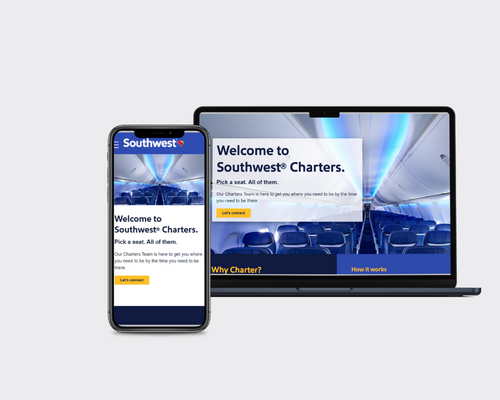 Southwest
Welcome to
Southwest® Charters.
Pick a seat. All of them.
Our Charters Team is here to get you where
you need to be by the time you need to be
there.
Let's connect
Welcome to
Southwest® Charters.
Pick a seat. All of them.
Our Charters Team is here to get you where you need to be by the time
you need to be there.
Let's connect
Why Charter?
How it works